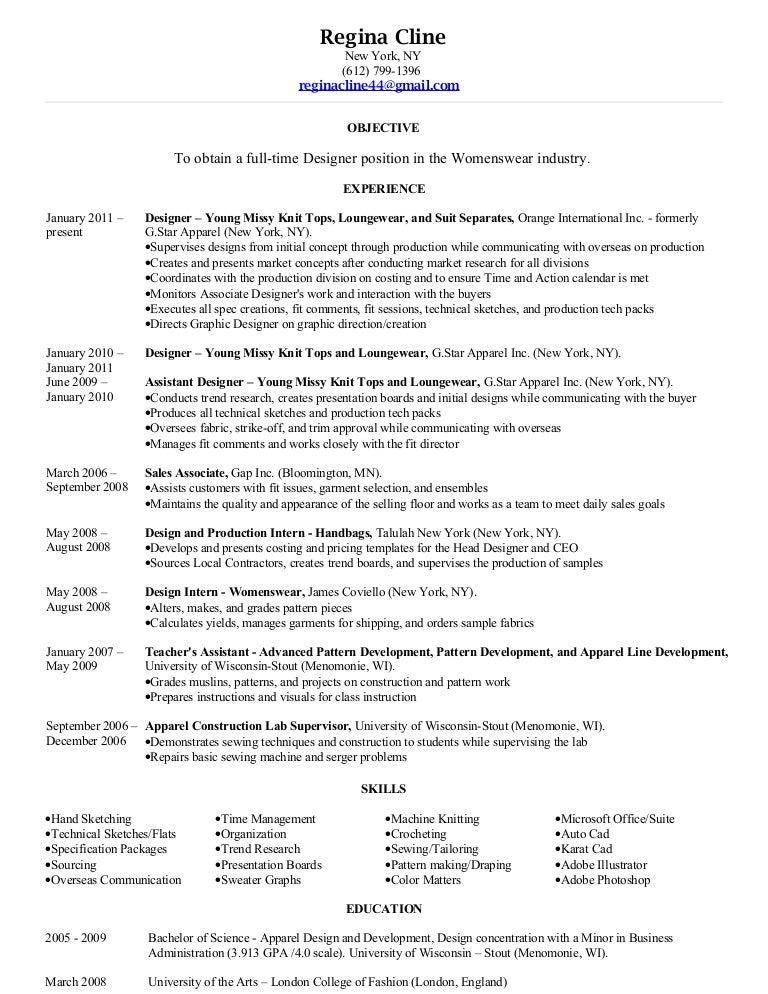 Regina Cline
New York, NY
(612) 799-1396
reginacline44@gmail.com
OBJECTIVE
To obtain a full-time Designer position in the Womenswear industry.
EXPERIENCE
January 2011 – Designer – Young Missy Knit Tops, Loungewear, and Suit Separates, Orange International Inc. - formerly
present G.Star Apparel (New York, NY).
•Supervises designs from initial concept through production while communicating with overseas on production
•Creates and presents market concepts after conducting market research for all divisions
•Coordinates with the production division on costing and to ensure Time and Action calendar is met
•Monitors Associate Designer's work and interaction with the buyers
•Executes all spec creations, fit comments, fit sessions, technical sketches, and production tech packs
•Directs Graphic Designer on graphic direction/creation
January 2010 – Designer – Young Missy Knit Tops and Loungewear, G.Star Apparel Inc. (New York, NY).
January 2011
June 2009 – Assistant Designer – Young Missy Knit Tops and Loungewear, G.Star Apparel Inc. (New York, NY).
January 2010 •Conducts trend research, creates presentation boards and initial designs while communicating with the buyer
•Produces all technical sketches and production tech packs
•Oversees fabric, strike-off, and trim approval while communicating with overseas
•Manages fit comments and works closely with the fit director
March 2006 – Sales Associate, Gap Inc. (Bloomington, MN).
September 2008 •Assists customers with fit issues, garment selection, and ensembles
•Maintains the quality and appearance of the selling floor and works as a team to meet daily sales goals
May 2008 – Design and Production Intern - Handbags, Talulah New York (New York, NY).
August 2008 •Develops and presents costing and pricing templates for the Head Designer and CEO
•Sources Local Contractors, creates trend boards, and supervises the production of samples
May 2008 – Design Intern - Womenswear, James Coviello (New York, NY).
August 2008 •Alters, makes, and grades pattern pieces
•Calculates yields, manages garments for shipping, and orders sample fabrics
January 2007 – Teacher's Assistant - Advanced Pattern Development, Pattern Development, and Apparel Line Development,
May 2009 University of Wisconsin-Stout (Menomonie, WI).
•Grades muslins, patterns, and projects on construction and pattern work
•Prepares instructions and visuals for class instruction
September 2006 – Apparel Construction Lab Supervisor, University of Wisconsin-Stout (Menomonie, WI).
December 2006 •Demonstrates sewing techniques and construction to students while supervising the lab
•Repairs basic sewing machine and serger problems
SKILLS
•Hand Sketching •Time Management •Machine Knitting •Microsoft Office/Suite
•Technical Sketches/Flats •Organization •Crocheting •Auto Cad
•Specification Packages •Trend Research •Sewing/Tailoring •Karat Cad
•Sourcing •Presentation Boards •Pattern making/Draping •Adobe Illustrator
•Overseas Communication •Sweater Graphs •Color Matters •Adobe Photoshop
EDUCATION
2005 - 2009 Bachelor of Science - Apparel Design and Development, Design concentration with a Minor in Business
Administration (3.913 GPA /4.0 scale). University of Wisconsin – Stout (Menomonie, WI).
March 2008 University of the Arts – London College of Fashion (London, England)